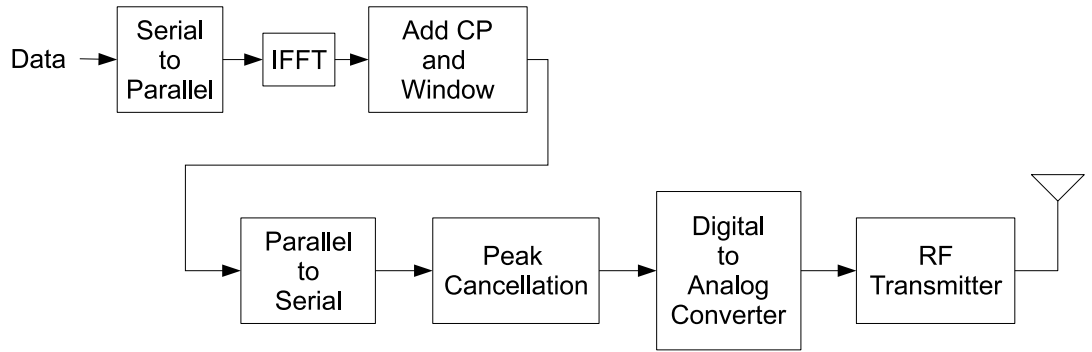 Data
Serial
to
Parallel
IFFT
Add CP
and
Window
Parallel
to
Serial
Peak
Cancellation
Digital
to
Analog
Converter
RF
Transmitter